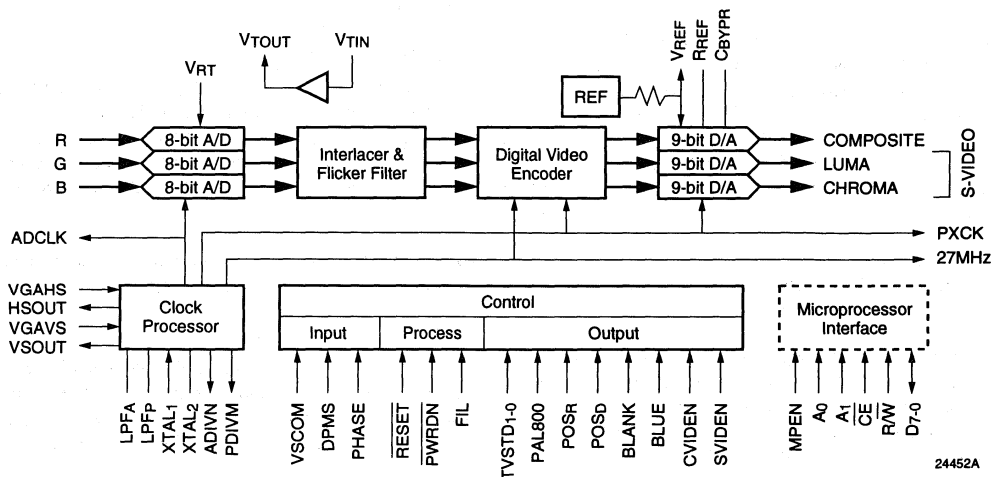 VTOUT VTIN
VRT
REF
VREF
RREF
CBYPR
R 8-bit A/D 9-bit D/A COMPOSITE
G 8-bit A/D 9-bit D/A LUMA
B 8-bit A/D 9-bit D/A CHROMA
Interlacer &
Flicker Filter
Digital Video
Encoder
S-VIDEO
ADCLK PXCK
27MHz
VGAHS
HSOUT
VGAVS
VSOUT
Clock
Processor
Control
Input Process Output
Microprocessor
Interface
LPFA
LPFP
XTAL1
XTAL2
ADIVN
PDIVM
VSCOM
DPMS
PHASE
RESET
PWRDN
FIL
TVSTD1-0
PAL800
POSR
POSD
BLANK
BLUE
CVIDEN
SVIDEN
MPEN
A0
A1
CE
R/W
D7-0
24452A